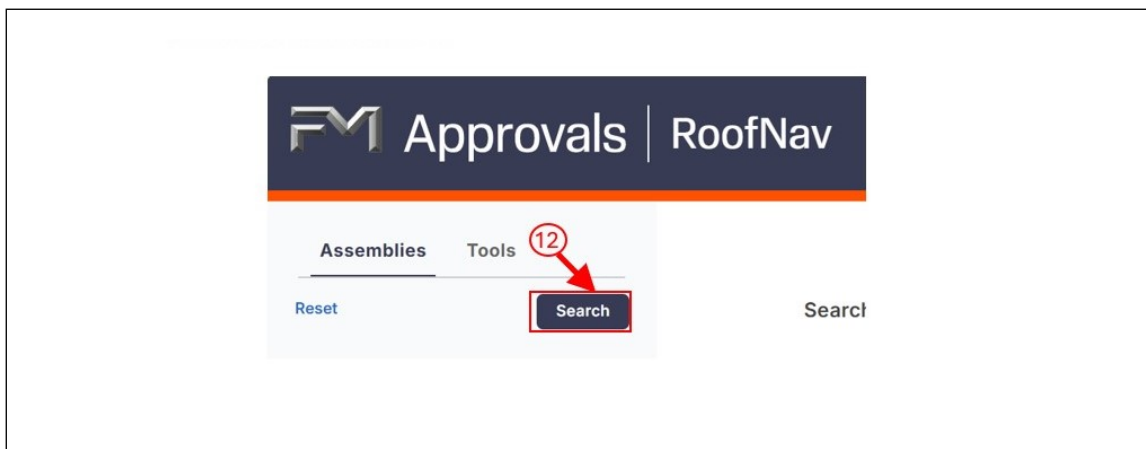 FM Approvals | RoofNav
Assemblies Tools 12
Reset Search Search